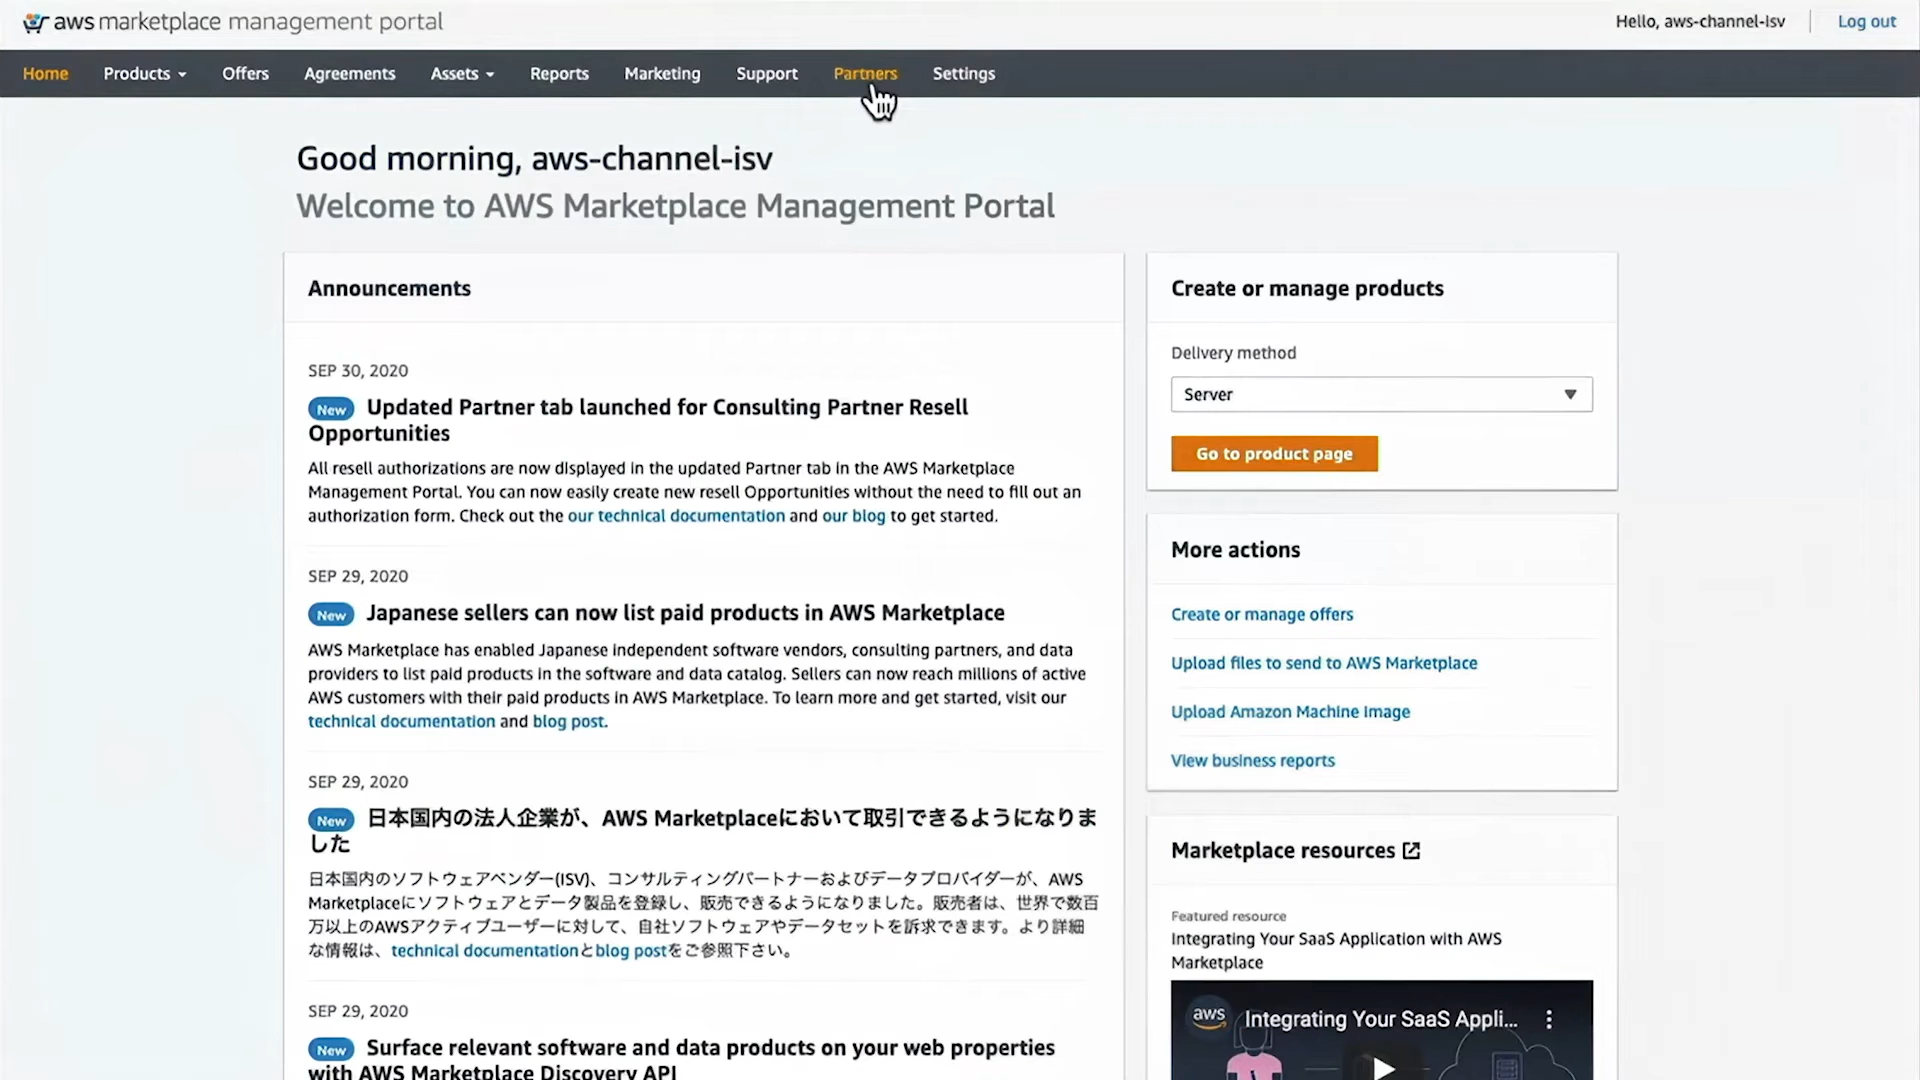 aws marketplace management portal
Hello, aws-channel-isv
Log out
Home
Products
Offers
Agreements
Assets
Reports
Marketing
Support
Partners
Settings
Good morning, aws-channel-isv
Welcome to AWS Marketplace Management Portal
Announcements
SEP 30, 2020
New Updated Partner tab launched for Consulting Partner Resell
Opportunities
All resell authorizations are now displayed in the updated Partner tab in the AWS Marketplace
Management Portal. You can now easily create new resell Opportunities without the need to fill out an
authorization form. Check out the our technical documentation and our blog to get started.
SEP 29, 2020
New Japanese sellers can now list paid products in AWS Marketplace
AWS Marketplace has enabled Japanese independent software vendors, consulting partners, and data
providers to list paid products in the software and data catalog. Sellers can now reach millions of active
AWS customers with their paid products in AWS Marketplace. To learn more and get started, visit our
technical documentation and blog post.
SEP 29, 2020
New 日本国内の法人企業が、AWS Marketplaceにおいて取引できるようになりま
した
日本国内のソフトウェアベンダー(ISV)、コンサルティングパートナーおよびデータプロバイダーが、AWS
Marketplaceにソフトウェアとデータ製品を登録し、販売できるようになりました。販売者は、世界で数百
万以上のAWSアクティブユーザーに対して、自社ソフトウェアやデータセットを訴求できます。より詳細
な情報は、technical documentationとblog postをご参照下さい。
SEP 29, 2020
New Surface relevant software and data products on your web properties
with AWS Marketplace Discovery API
Create or manage products
Delivery method
Server
Go to product page
More actions
Create or manage offers
Upload files to send to AWS Marketplace
Upload Amazon Machine Image
View business reports
Marketplace resources
Featured resource
Integrating Your SaaS Application with AWS
Marketplace
aws
Integrating Your SaaS Appli...